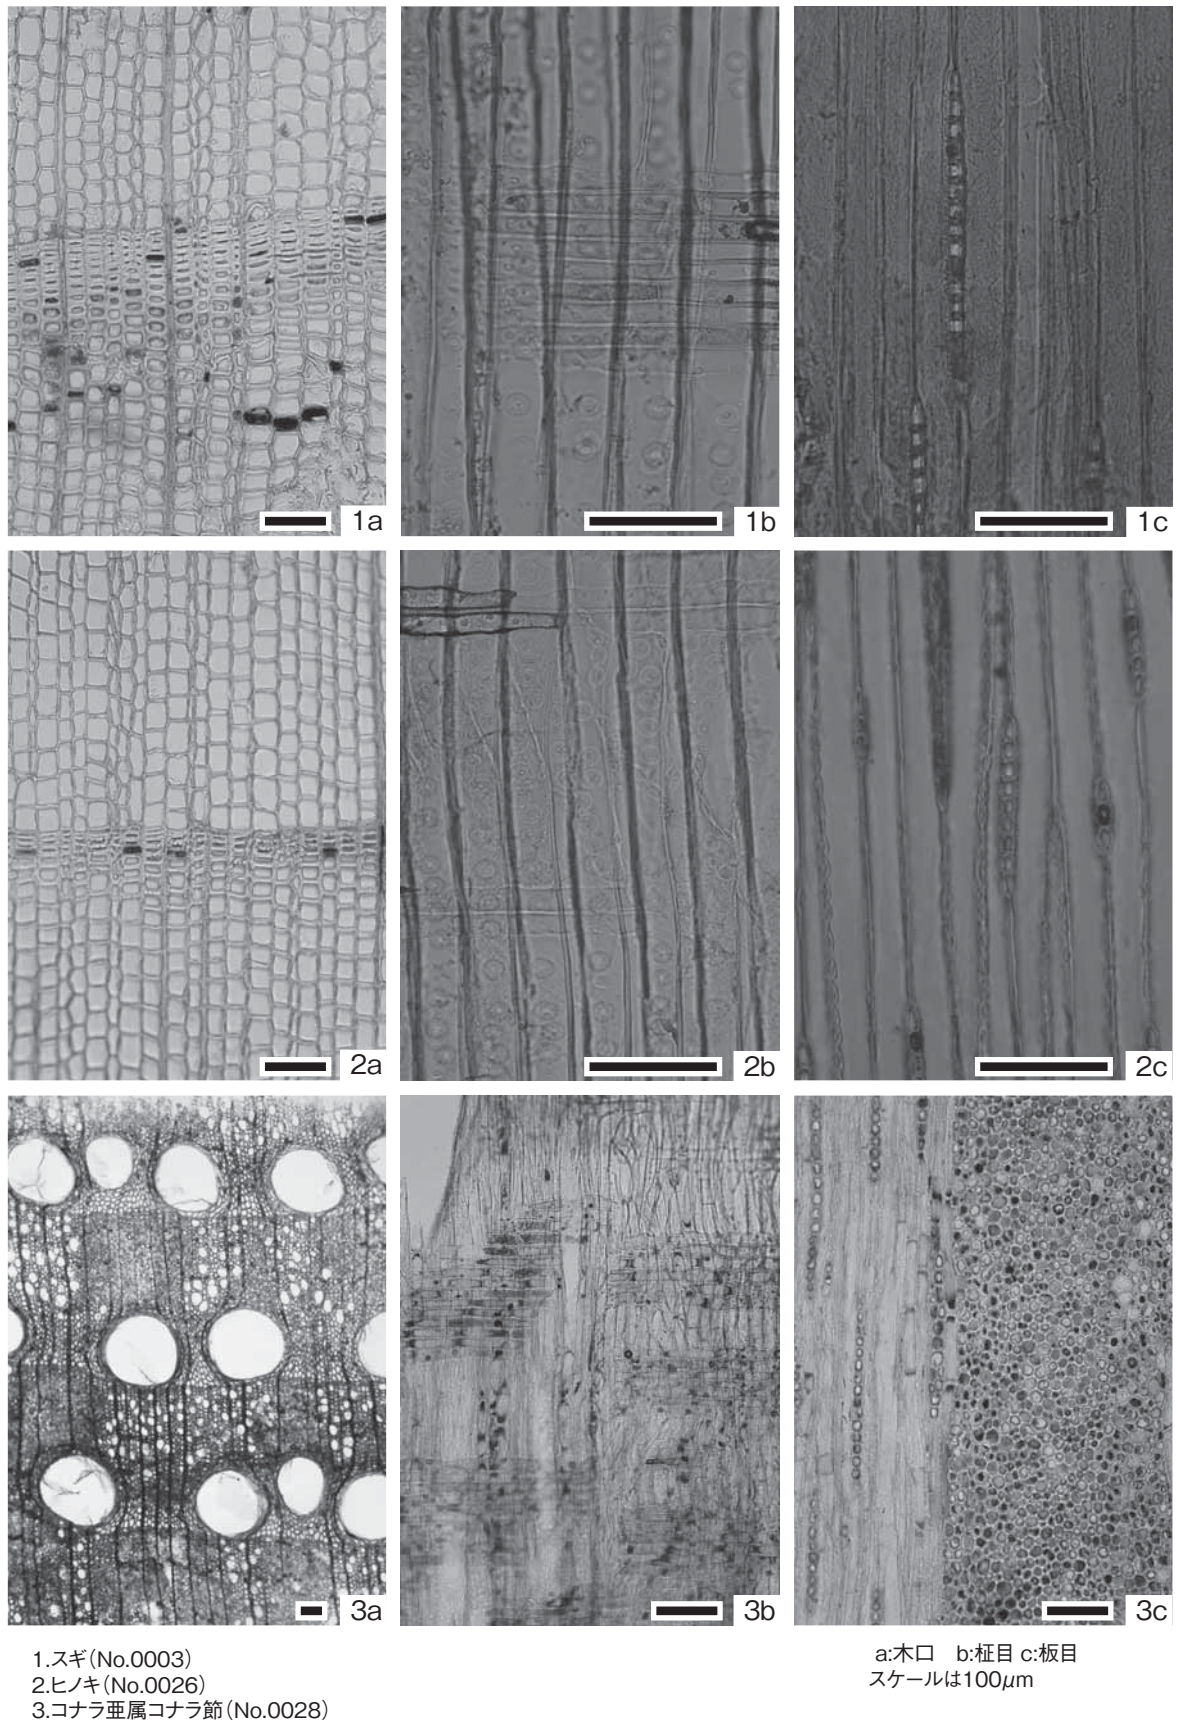 1a
1b
1c
2a
2b
2c
3a
3b
3c
1.スギ(No.0003)
2.ヒノキ(No.0026)
3.コナラ亜属コナラ節(No.0028)
a:木口 b:柾目 c:板目
スケールは100μm